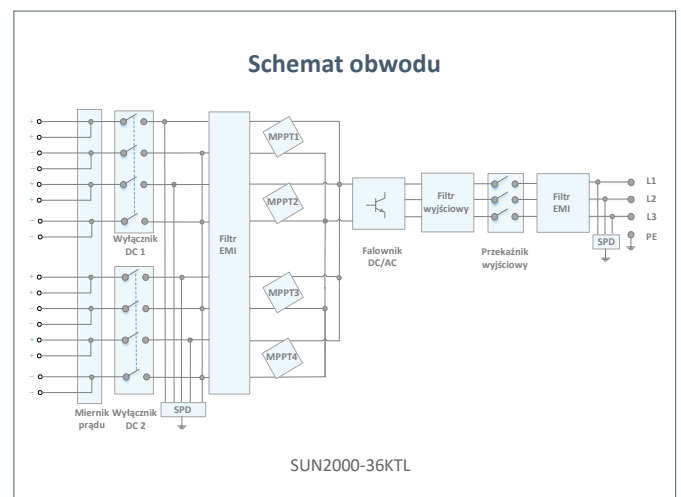 Schemat obwodu
+
+
−
−
+
+
−
−
+
+
−
−
+
+
−
−
MPPT1
MPPT2
MPPT3
MPPT4
Wyłącznik
DC 1
Filtr
EMI
Falownik
DC/AC
Filtr
wyjściowy
Przekaźnik
wyjściowy
Filtr
EMI
L1
L2
L3
PE
SPD
Miernik
prądu
Wyłącznik
DC 2
SPD
SUN2000-36KTL